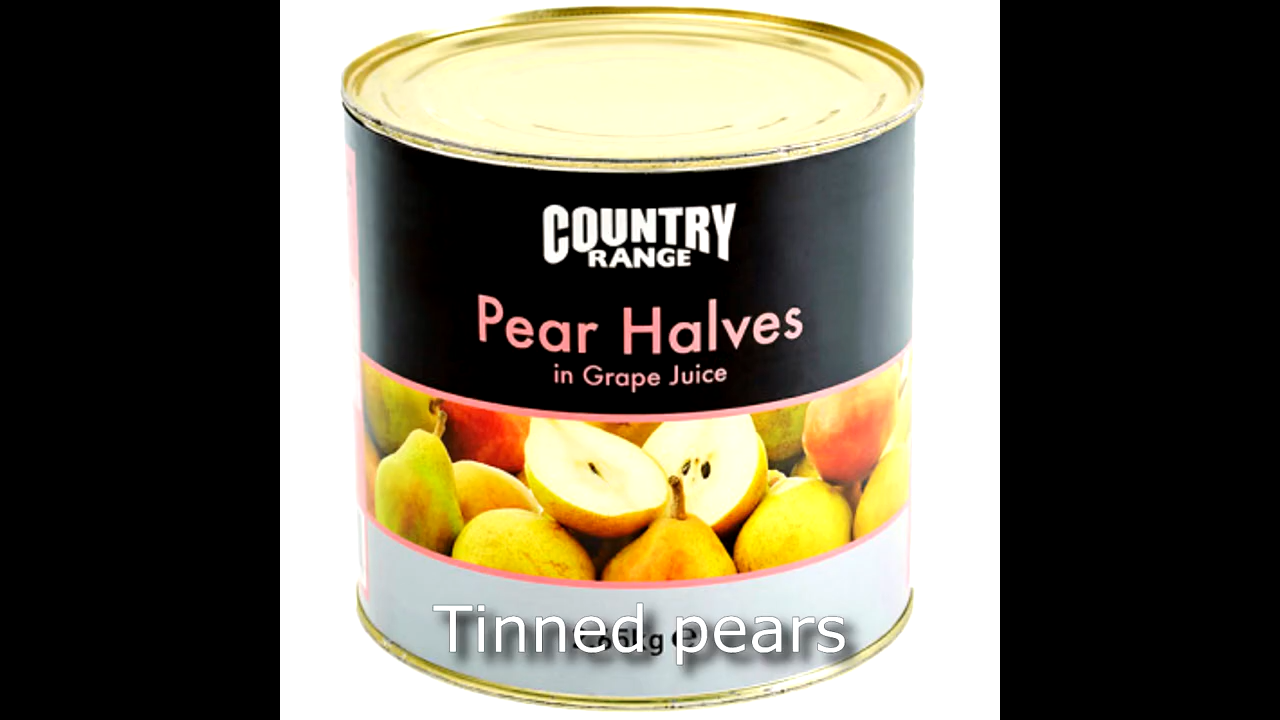 COUNTRY
RANGE
Pear Halves
in Grape Juice
Tinned pears